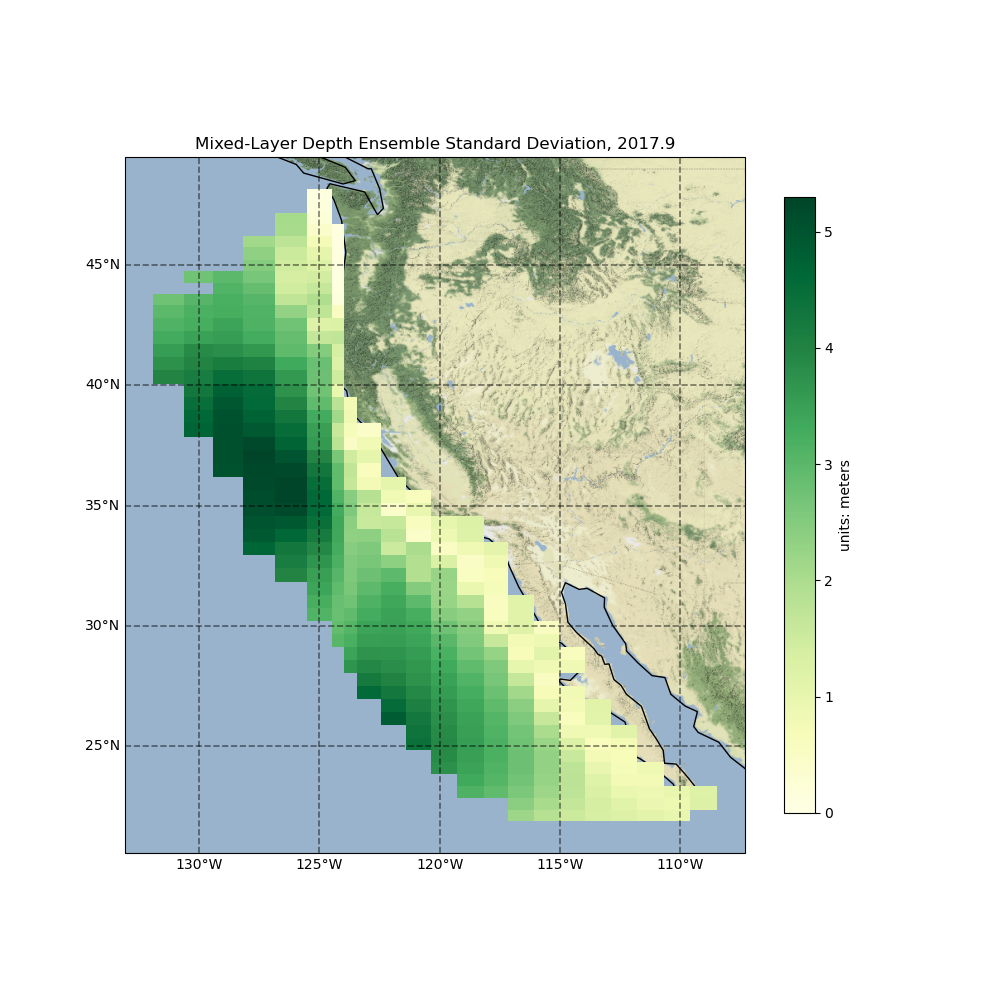 Mixed-Layer Depth Ensemble Standard Deviation, 2017.9
45°N
40°N
35°N
30°N
25°N
130°W
125°W
120°W
115°W
110°W
5
4
3
2
1
0
units: meters